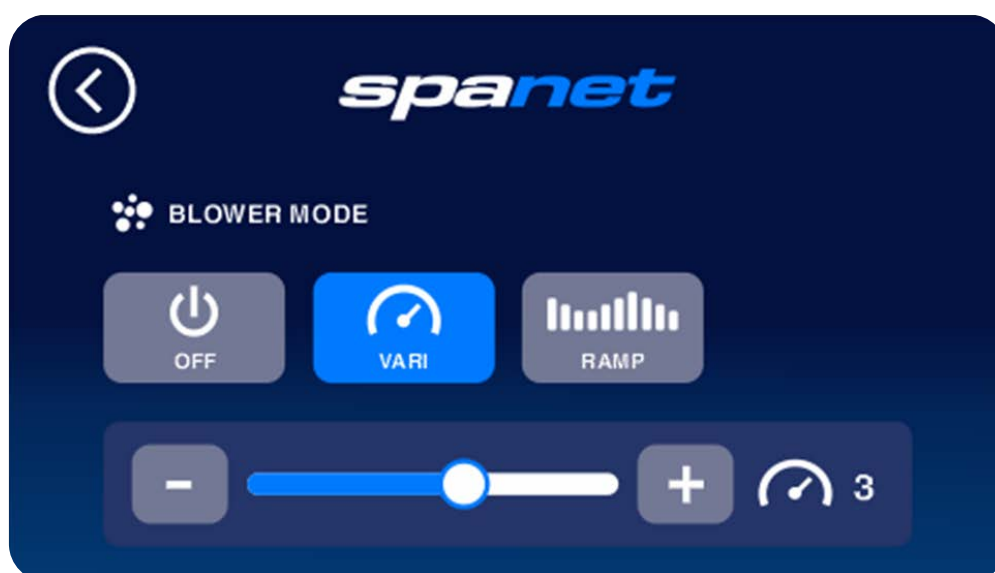 spanet
BLOWER MODE
OFF
VARI
RAMP
- + 3